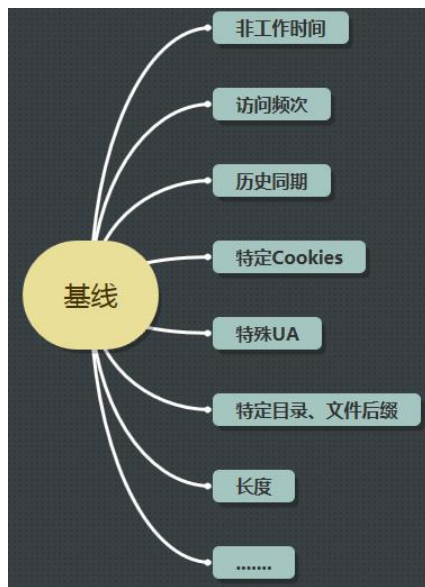 非工作时间
访问频次
历史同期
特定Cookies
基线
特殊UA
特定目录、文件后缀
长度
.......